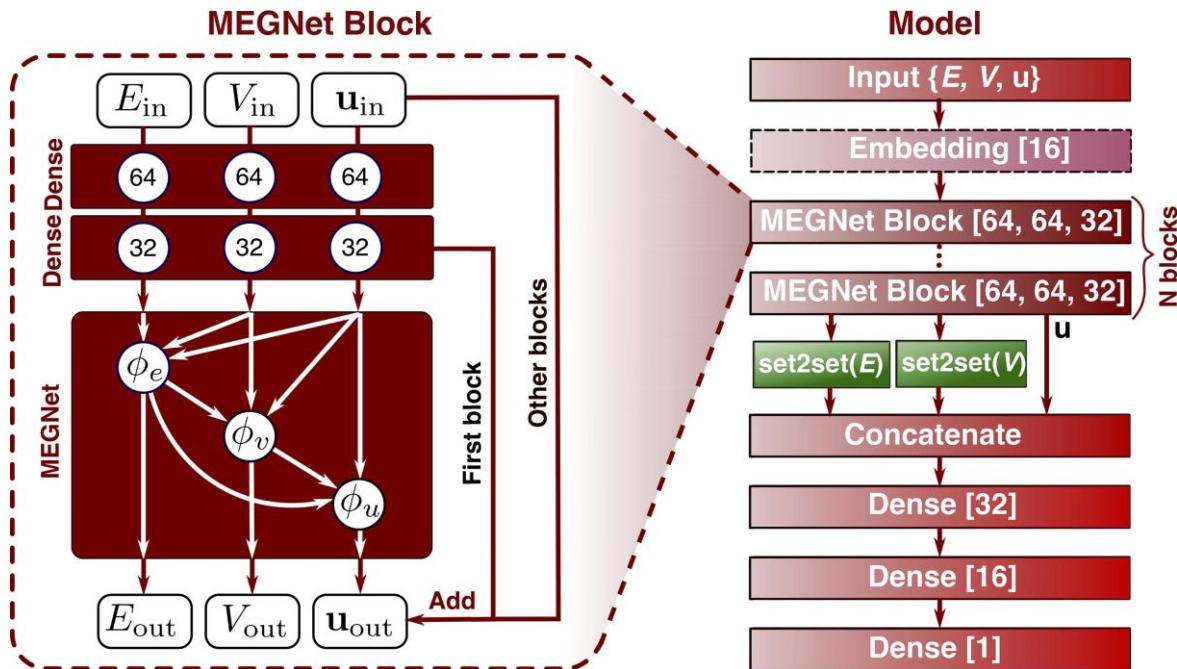 MEGNet Block
E_in V_in u_in
Dense
64 64 64
Dense
32 32 32
MEGNet
ϕ_e
ϕ_v
ϕ_u
First block
Other blocks
Add
E_out V_out u_out
Model
Input {E, V, u}
Embedding [16]
MEGNet Block [64, 64, 32]
⋮
MEGNet Block [64, 64, 32]
N blocks
u
set2set(E) set2set(V)
Concatenate
Dense [32]
Dense [16]
Dense [1]